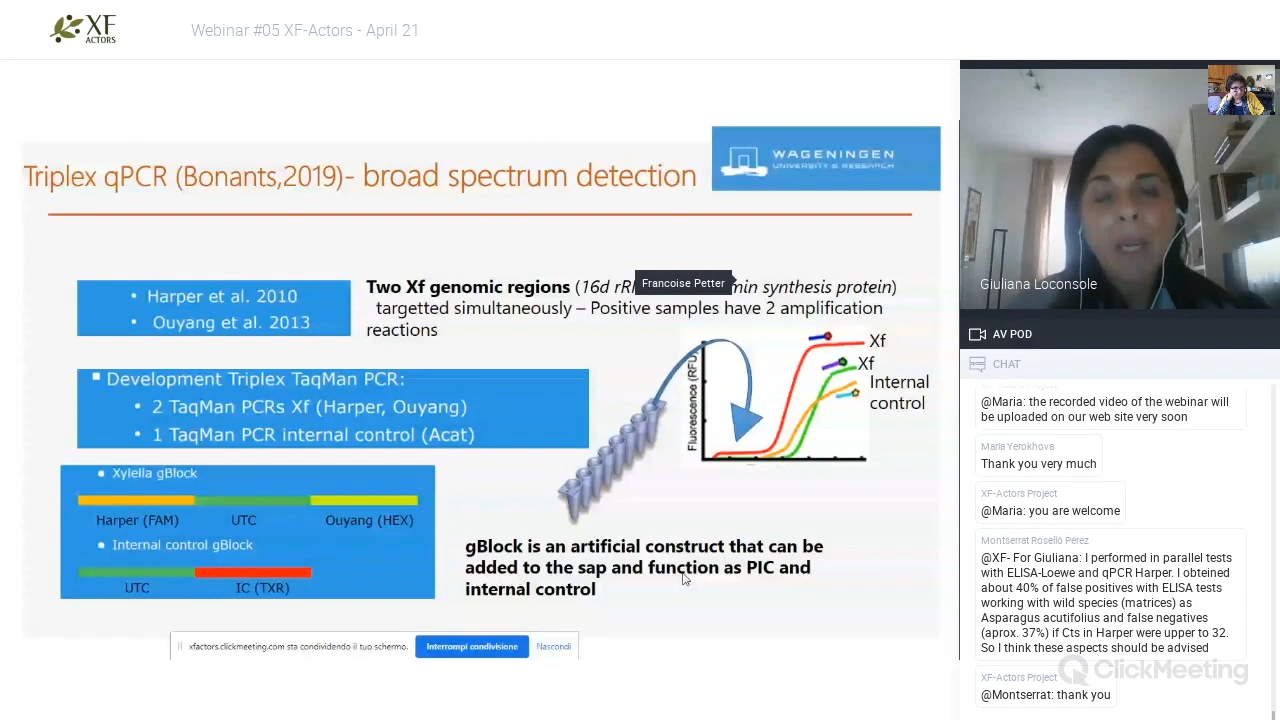 XF
ACTORS
Webinar #05 XF-Actors - April 21
WAGENINGEN
UNIVERSITY & RESEARCH
Triplex qPCR (Bonants,2019)- broad spectrum detection
• Harper et al. 2010
• Ouyang et al. 2013
Two Xf genomic regions (16d rRI
Francoise Petter
min synthesis protein)
targetted simultaneously – Positive samples have 2 amplification
reactions
Development Triplex TaqMan PCR:
• 2 TaqMan PCRs Xf (Harper, Ouyang)
• 1 TaqMan PCR internal control (Acat)
Fluorescence (RFU)
Xf
Xf
Internal
control
• Xylella gBlock
Harper (FAM) UTC Ouyang (HEX)
• Internal control gBlock
UTC IC (TXR)
gBlock is an artificial construct that can be
added to the sap and function as PIC and
internal control
xfactors.clickmeeting.com sta condividendo il tuo schermo.
Interrompi condivisione
Nascondi
Giuliana Loconsole
AV POD
CHAT
@Maria: the recorded video of the webinar will
be uploaded on our web site very soon
Maria Yerokhova
Thank you very much
XF-Actors Project
@Maria: you are welcome
Montserrat Roselló Pérez
@XF- For Giuliana: I performed in parallel tests
with ELISA-Loewe and qPCR Harper. I obteined
about 40% of false positives with ELISA tests
working with wild species (matrices) as
Asparagus acutifolius and false negatives
(aprox. 37%) if Cts in Harper were upper to 32.
So I think these aspects should be advised
XF-Actors Project
@Montserrat: thank you
ClickMeeting